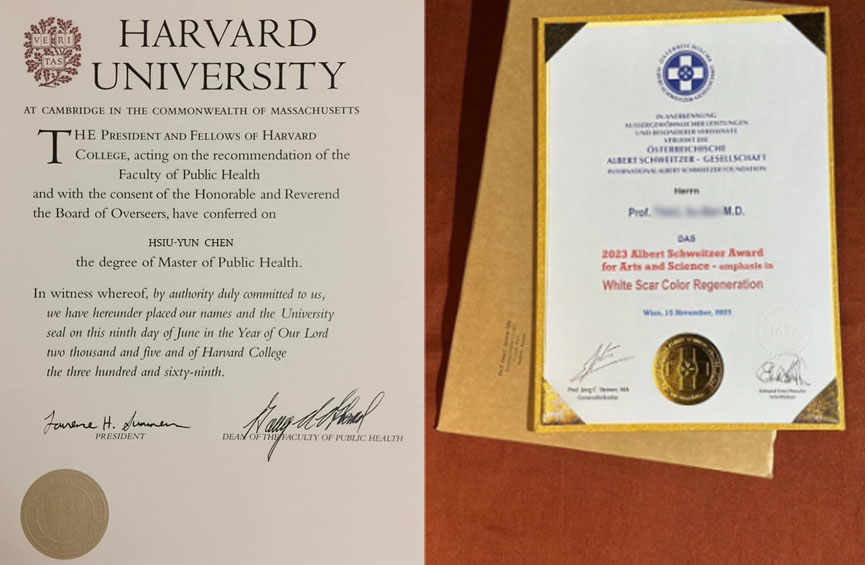 VE RI
TAS
HARVARD
UNIVERSITY
AT CAMBRIDGE IN THE COMMONWEALTH OF MASSACHUSETTS
THE PRESIDENT AND FELLOWS OF HARVARD
COLLEGE, acting on the recommendation of the
Faculty of Public Health
and with the consent of the Honorable and Reverend
the Board of Overseers, have conferred on
HSIU-YUN CHEN
the degree of Master of Public Health.
In witness whereof, by authority duly committed to us,
we have hereunder placed our names and the University
seal on this ninth day of June in the Year of Our Lord
two thousand and five and of Harvard College
the three hundred and sixty-ninth.
PRESIDENT
DEAN OF THE FACULTY OF PUBLIC HEALTH
IN ANERKENNUNG
AUSSERGEWÖHNLICHER LEISTUNGEN
UND BESONDERER VERDIENSTE
VERLEIHT DIE
ÖSTERREICHISCHE
ALBERT SCHWEITZER - GESELLSCHAFT
INTERNATIONAL ALBERT SCHWEITZER FOUNDATION
Herrn
Prof. M.D.
DAS
2023 Albert Schweitzer Award
for Arts and Science - emphasis in
White Scar Color Regeneration
Wien, 15 November, 2023
Generalsekretär